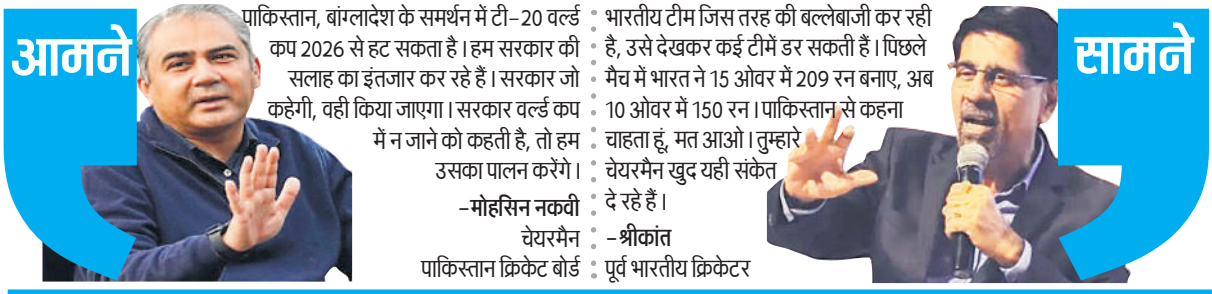 आमने
पाकिस्तान, बांग्लादेश के समर्थन में टी-20 वर्ल्ड
कप 2026 से हट सकता है। हम सरकार की
सलाह का इंतजार कर रहे हैं। सरकार जो
कहेगी, वही किया जाएगा। सरकार वर्ल्ड कप
में न जाने को कहती है, तो हम
उसका पालन करेंगे।
-मोहसिन नकवी
चेयरमैन
पाकिस्तान क्रिकेट बोर्ड
भारतीय टीम जिस तरह की बल्लेबाजी कर रही
है, उसे देखकर कई टीमें डर सकती हैं। पिछले
मैच में भारत ने 15 ओवर में 209 रन बनाए, अब
10 ओवर में 150 रन। पाकिस्तान से कहना
चाहता हूं, मत आओ। तुम्हारे
चेयरमैन खुद यही संकेत
दे रहे हैं।
-श्रीकांत
पूर्व भारतीय क्रिकेटर
सामने